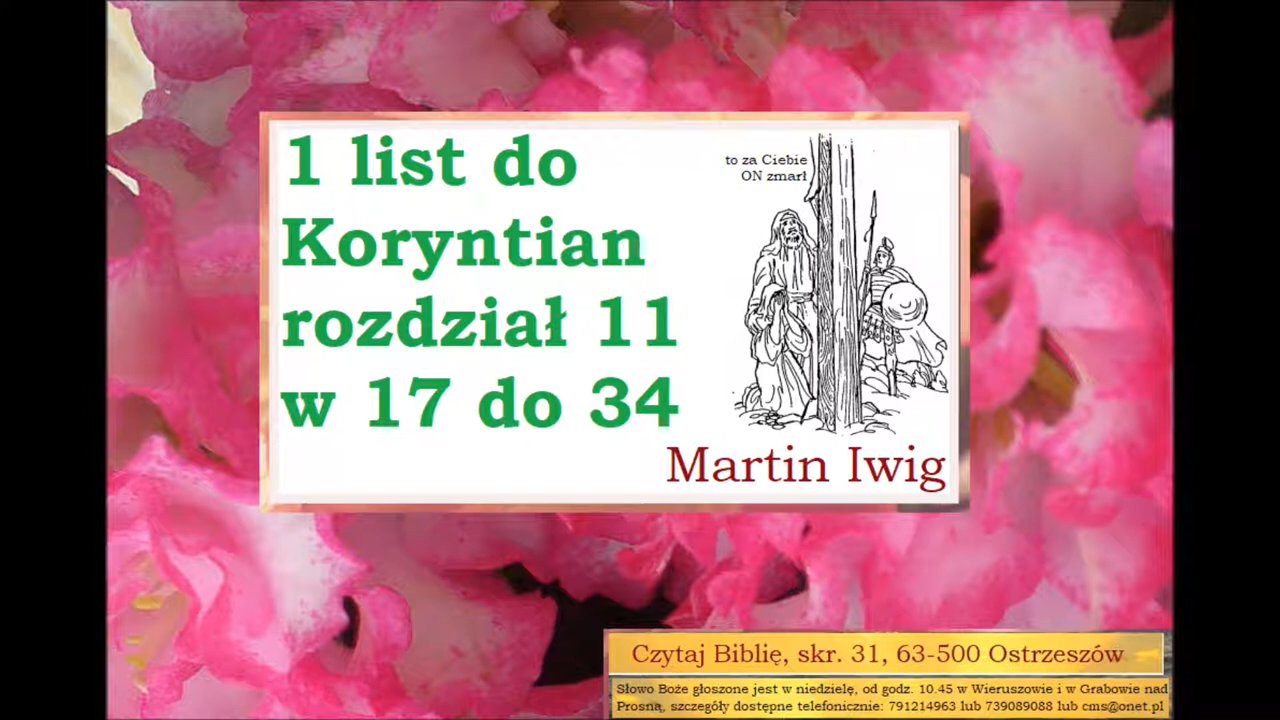 1 list do
Koryntian
rozdział 11
w 17 do 34
to za Ciebie
ON zmarł
Martin Iwig
Czytaj Biblię, skr. 31, 63-500 Ostrzeszów
Słowo Boże głoszone jest w niedzielę, od godz. 10.45 w Wieruszowie i w Grabowie nad
Prosną, szczegóły dostępne telefonicznie: 791214963 lub 739089088 lub cms@onet.pl